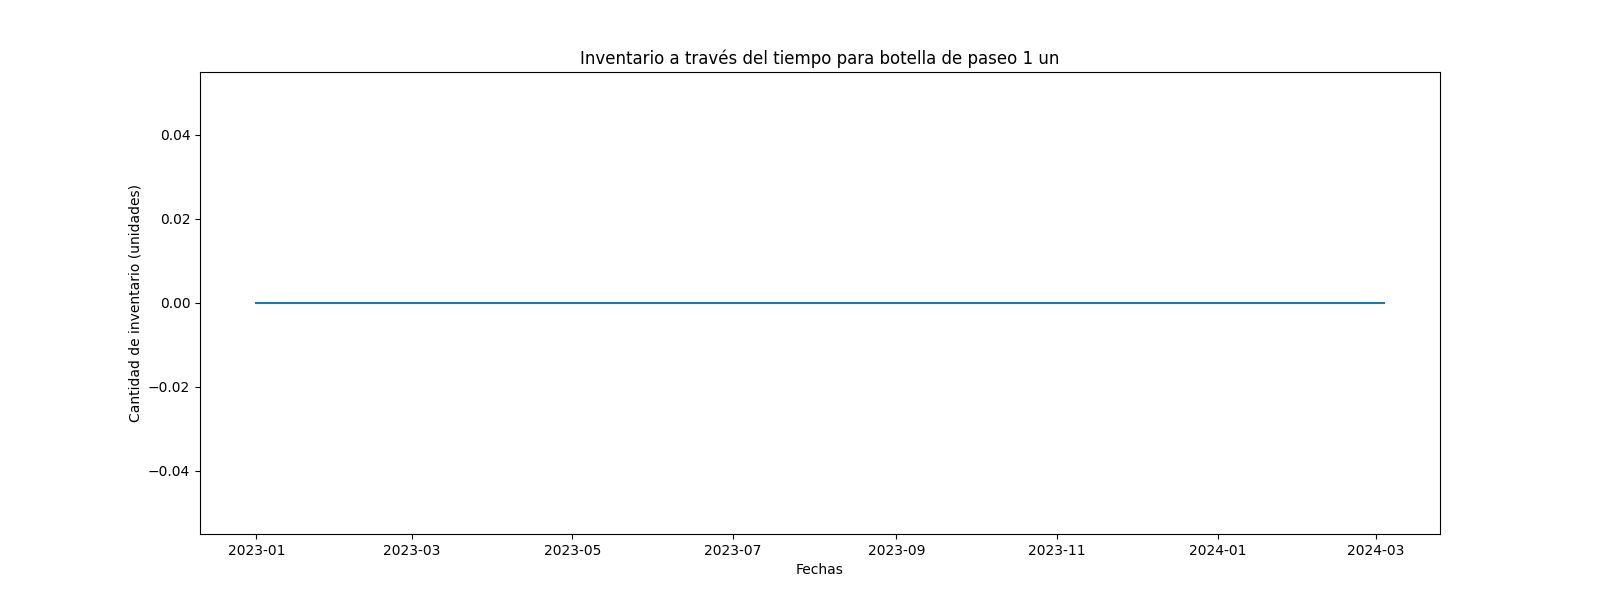 Inventario a través del tiempo para botella de paseo 1 un
Cantidad de inventario (unidades)
0.04
0.02
0.00
−0.02
−0.04
2023-01 2023-03 2023-05 2023-07 2023-09 2023-11 2024-01 2024-03
Fechas